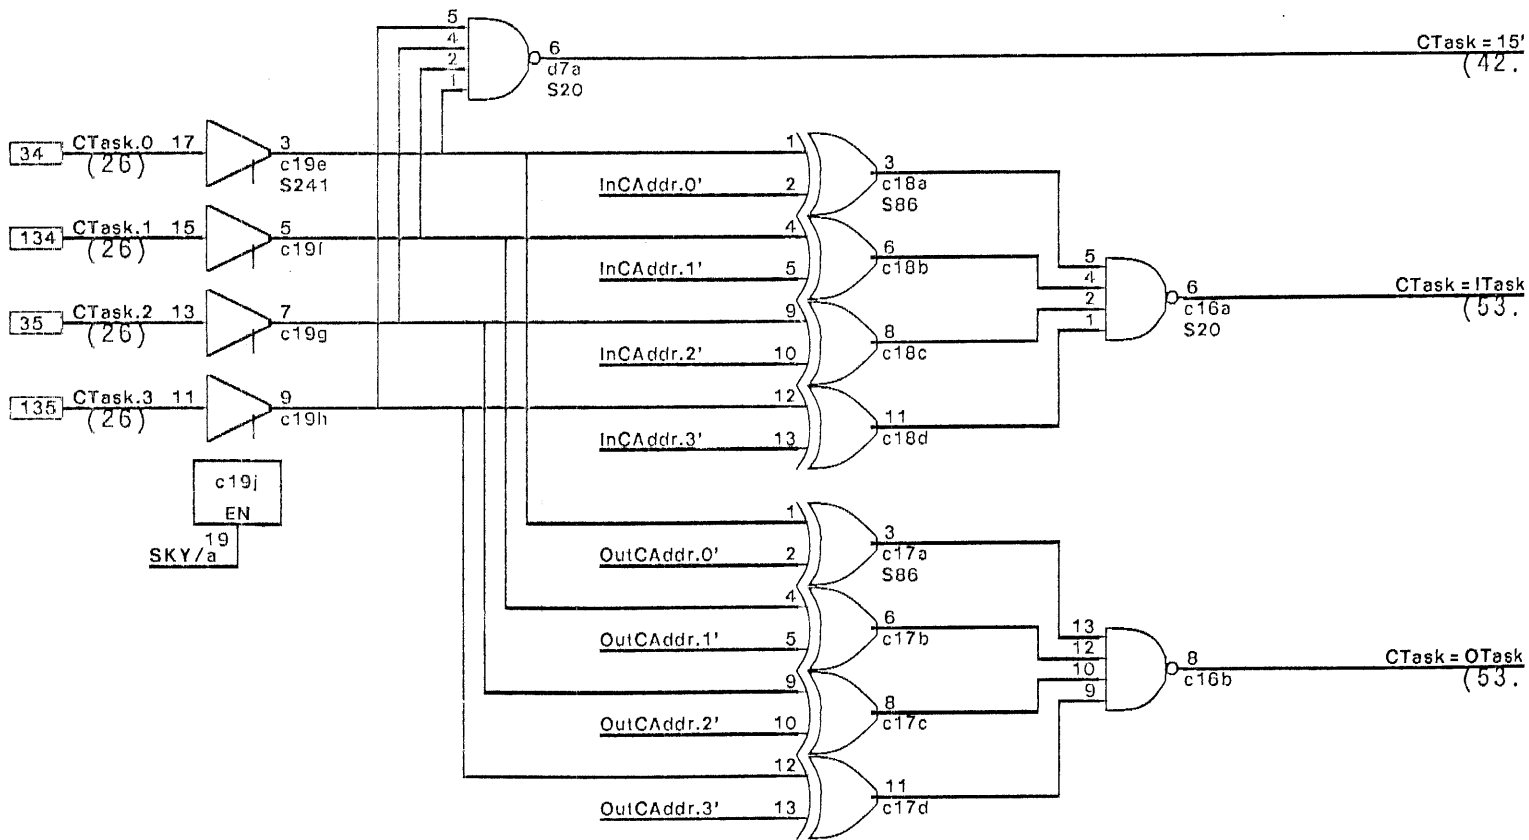 5
4
2
1
6
d7a
S20
CTask=15'
(42.
34
CTask.0
(26)
17
3
c19e
S241
134
CTask.1
(26)
15
5
c19f
35
CTask.2
(26)
13
7
c19g
135
CTask.3
(26)
11
9
c19h
c19j
EN
19
SKY/a
1
InCAddr.0'
2
3
c18a
S86
4
InCAddr.1'
5
6
c18b
9
InCAddr.2'
10
8
c18c
12
InCAddr.3'
13
11
c18d
5
4
2
1
6
c16a
S20
CTask=ITask
(53.
1
OutCAddr.0'
2
3
c17a
S86
4
OutCAddr.1'
5
6
c17b
9
OutCAddr.2'
10
8
c17c
12
OutCAddr.3'
13
11
c17d
13
12
10
9
8
c16b
CTask=OTask
(53.